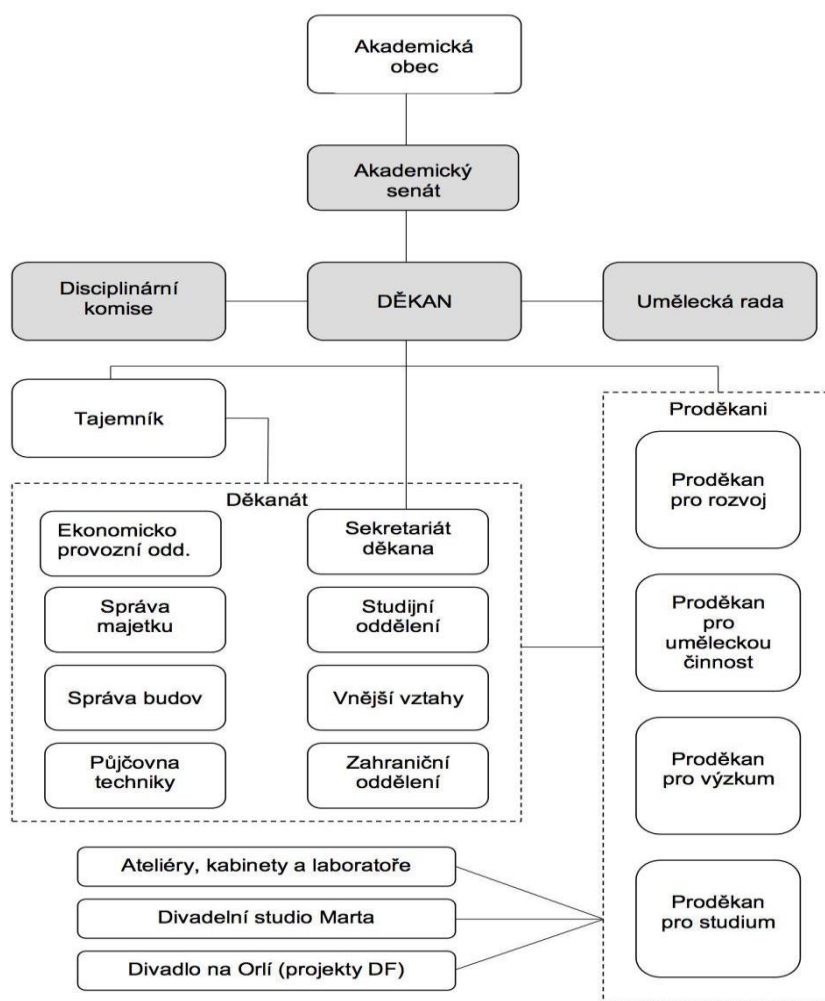 Akademická
obec
Akademický
senát
Disciplinární
komise
DĚKAN
Umělecká rada
Tajemník
Proděkani
Proděkan
pro rozvoj
Proděkan
pro
uměleckou
činnost
Proděkan
pro výzkum
Proděkan
pro studium
Děkanát
Ekonomicko
provozní odd.
Sekretariát
děkana
Správa
majetku
Studijní
oddělení
Správa budov
Vnější vztahy
Půjčovna
techniky
Zahraniční
oddělení
Ateliéry, kabinety a laboratoře
Divadelní studio Marta
Divadlo na Orlí (projekty DF)